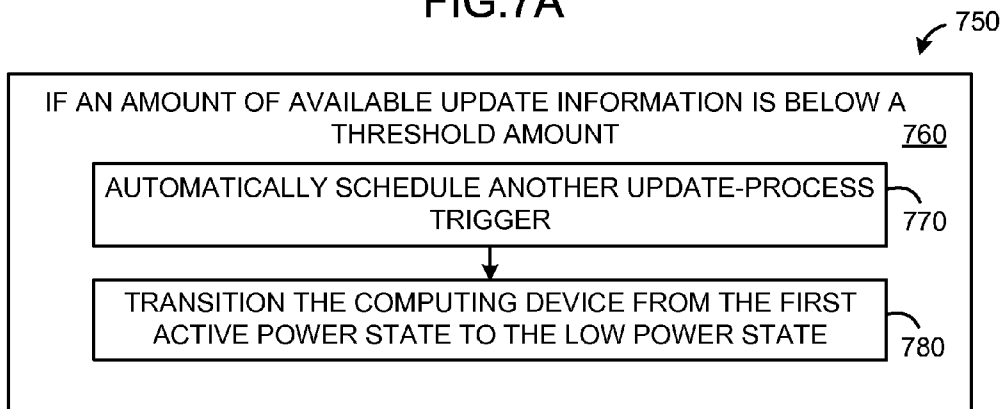 FIG.7A
750
IF AN AMOUNT OF AVAILABLE UPDATE INFORMATION IS BELOW A
THRESHOLD AMOUNT
760
AUTOMATICALLY SCHEDULE ANOTHER UPDATE-PROCESS
TRIGGER
770
TRANSITION THE COMPUTING DEVICE FROM THE FIRST
ACTIVE POWER STATE TO THE LOW POWER STATE
780